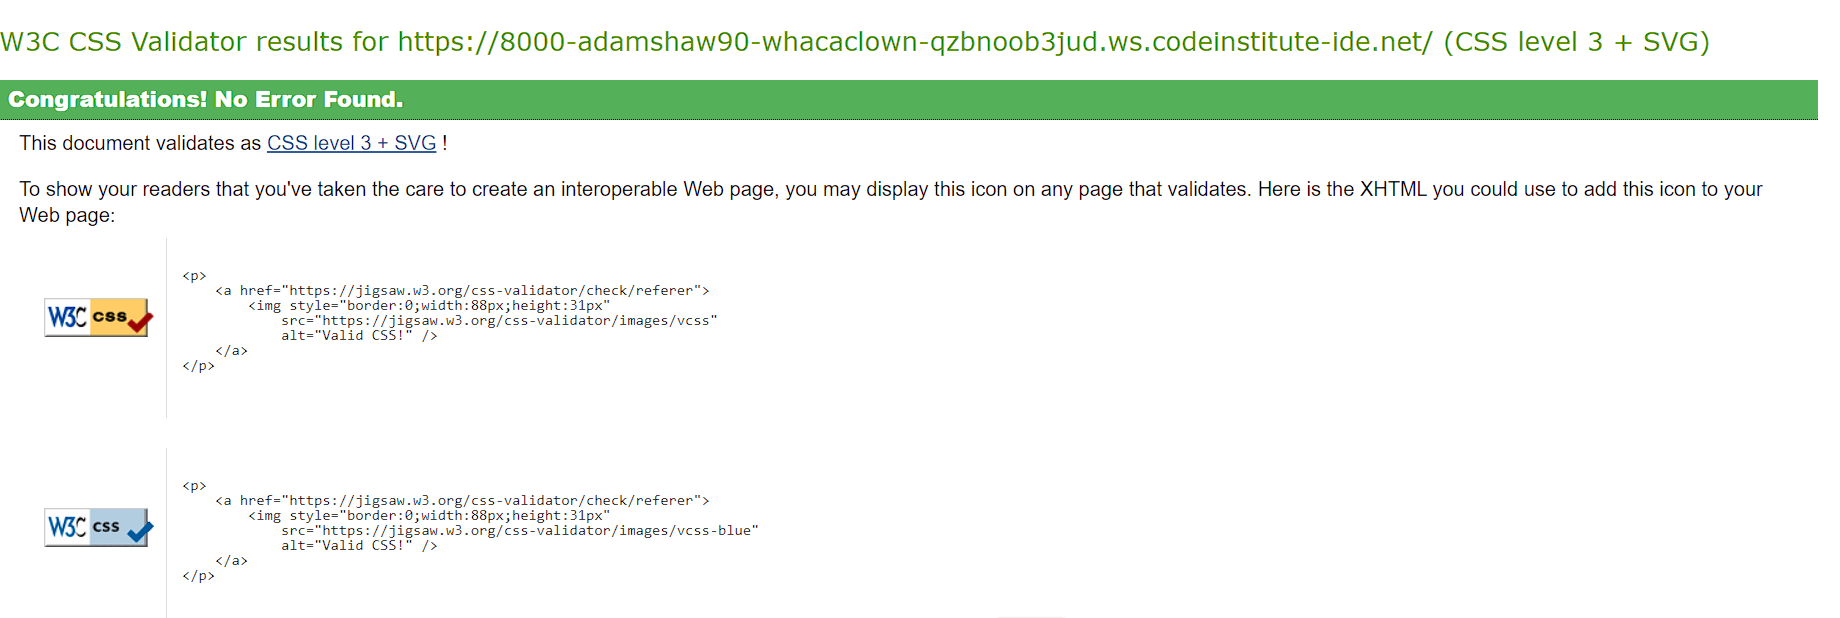 W3C CSS Validator results for https://8000-adamshaw90-whacaclown-qzbnoob3jud.ws.codeinstitute-ide.net/ (CSS level 3 + SVG)
Congratulations! No Error Found.
This document validates as CSS level 3 + SVG !
To show your readers that you've taken the care to create an interoperable Web page, you may display this icon on any page that validates. Here is the XHTML you could use to add this icon to your
Web page:
<p>
<a href="https://jigsaw.w3.org/css-validator/check/referer">
<img style="border:0;width:88px;height:31px"
W3C css
src="https://jigsaw.w3.org/css-validator/images/vcss"
alt="Valid CSS!" />
</a>
</p>
<p>
<a href="https://jigsaw.w3.org/css-validator/check/referer">
<img style="border:0;width:88px;height:31px"
W3C css
src="https://jigsaw.w3.org/css-validator/images/vcss-blue"
alt="Valid CSS!" />
</a>
</p>